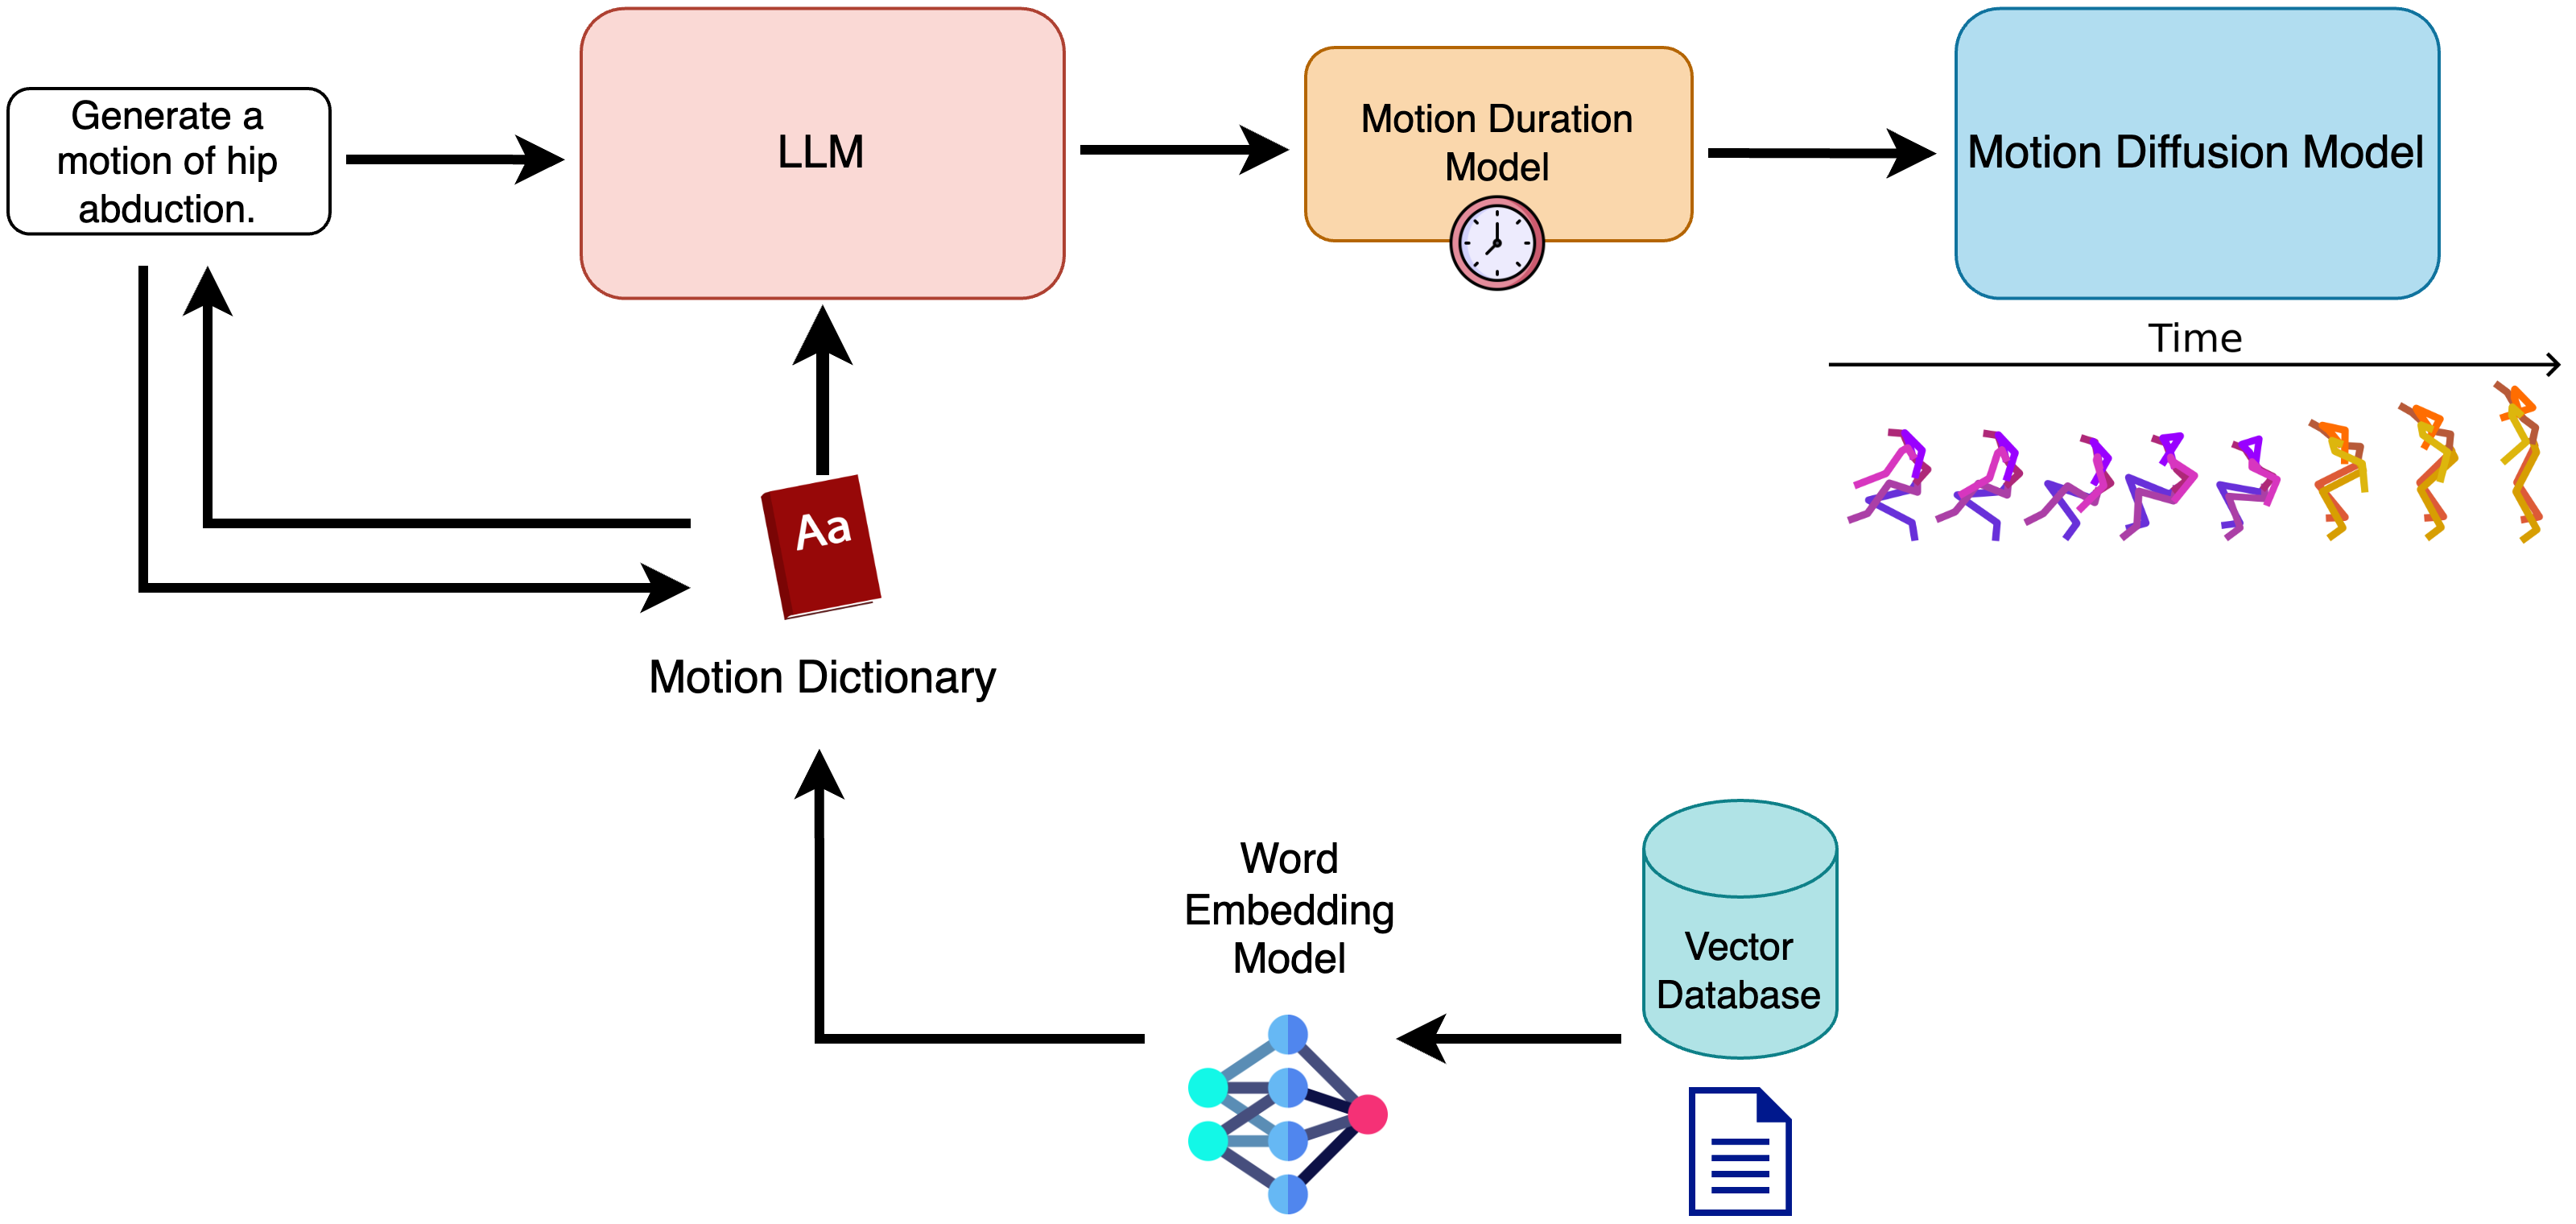 Generate a
motion of hip
abduction.
LLM
Motion Duration
Model
Motion Diffusion Model
Time
Aa
Motion Dictionary
Word
Embedding
Model
Vector
Database